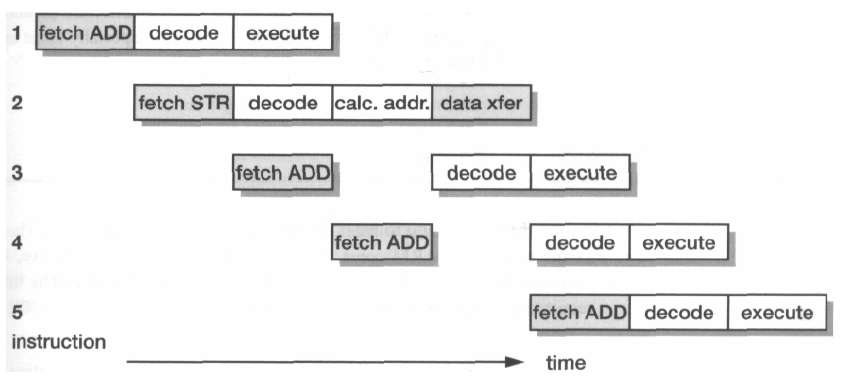 1 fetch ADD decode execute
2 fetch STR decode calc. addr. data xfer
3 fetch ADD decode execute
4 fetch ADD decode execute
5 fetch ADD decode execute
instruction
time